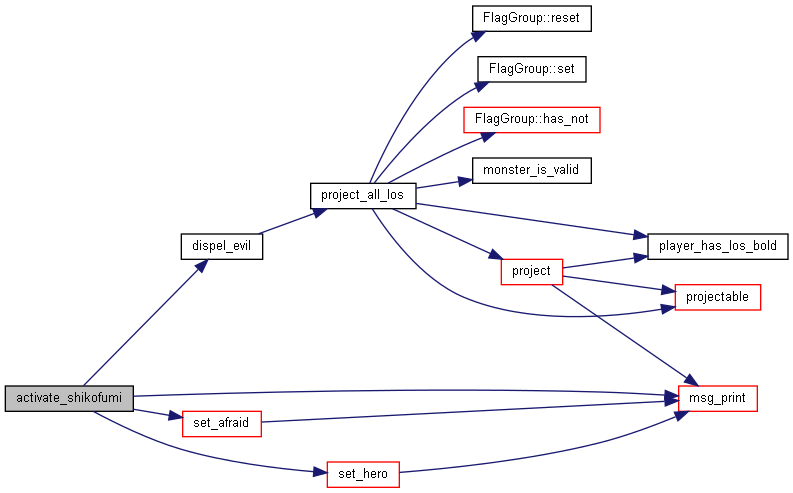 FlagGroup::reset
FlagGroup::set
FlagGroup::has_not
monster_is_valid
project_all_los
player_has_los_bold
dispel_evil
project
projectable
activate_shikofumi
msg_print
set_afraid
set_hero